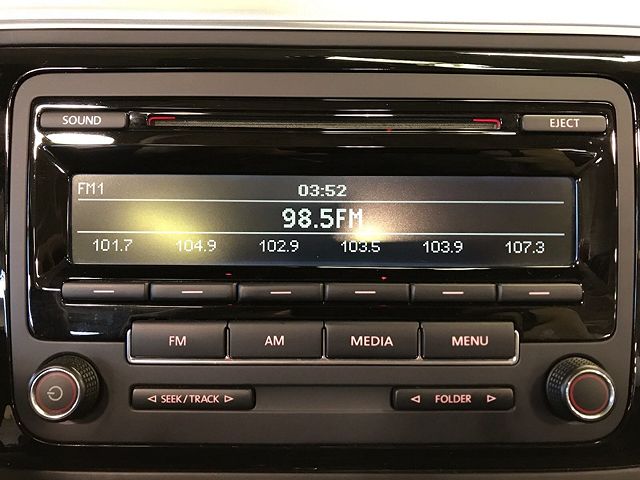 SOUND EJECT
FM1 03:52
98.5FM
101.7 104.9 102.9 103.5 103.9 107.3
FM AM MEDIA MENU
SEEK/TRACK FOLDER